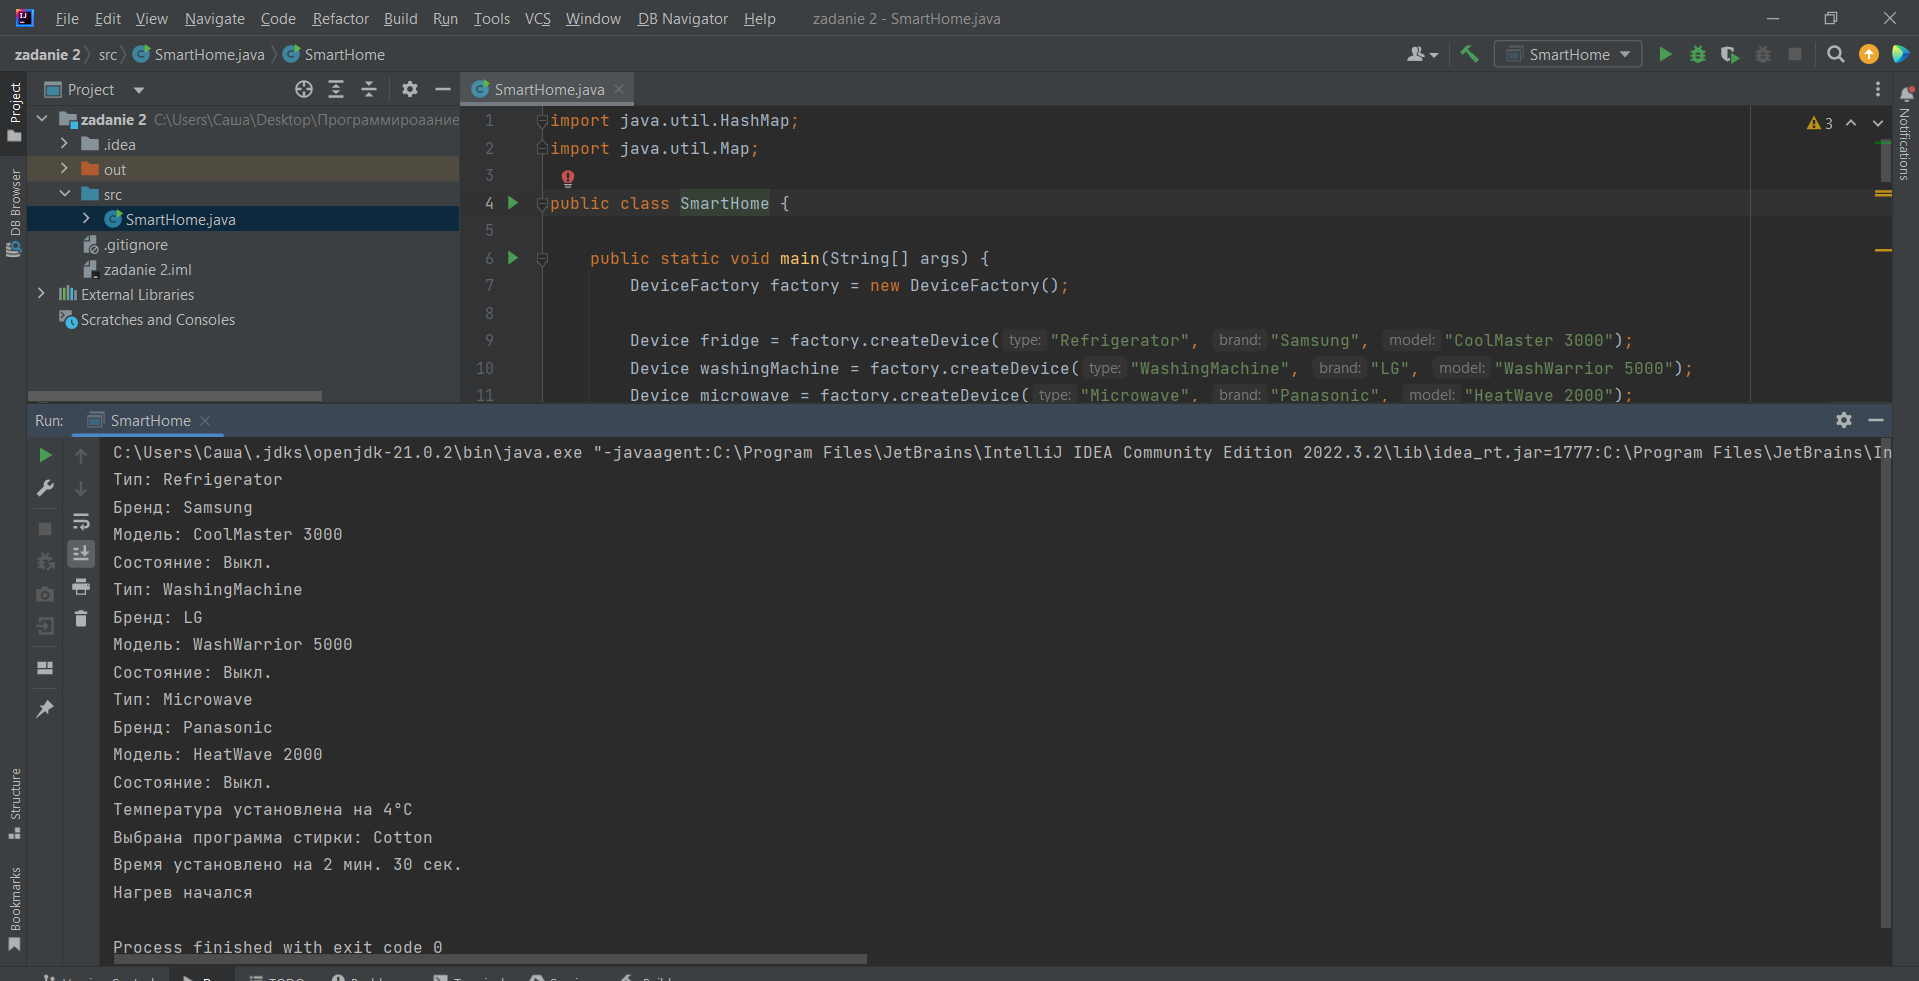 File Edit View Navigate Code Refactor Build Run Tools VCS Window DB Navigator Help zadanie 2 - SmartHome.java
zadanie 2 src SmartHome.java SmartHome SmartHome
Project
Project
DB Browser
Structure
Bookmarks
Notifications
zadanie 2 C:\Users\Саша\Desktop\Программироаание
.idea
out
src
SmartHome.java
.gitignore
zadanie 2.iml
External Libraries
Scratches and Consoles
SmartHome.java
3
1 import java.util.HashMap;
2 import java.util.Map;
3
4 public class SmartHome {
5
6 public static void main(String[] args) {
7 DeviceFactory factory = new DeviceFactory();
8
9 Device fridge = factory.createDevice( type: "Refrigerator", brand: "Samsung", model: "CoolMaster 3000");
10 Device washingMachine = factory.createDevice( type: "WashingMachine", brand: "LG", model: "WashWarrior 5000");
11 Device microwave = factory.createDevice( type: "Microwave", brand: "Panasonic", model: "HeatWave 2000");
Run: SmartHome
C:\Users\Саша\.jdks\openjdk-21.0.2\bin\java.exe "-javaagent:C:\Program Files\JetBrains\IntelliJ IDEA Community Edition 2022.3.2\lib\idea_rt.jar=1777:C:\Program Files\JetBrains\In
Тип: Refrigerator
Бренд: Samsung
Модель: CoolMaster 3000
Состояние: Выкл.
Тип: WashingMachine
Бренд: LG
Модель: WashWarrior 5000
Состояние: Выкл.
Тип: Microwave
Бренд: Panasonic
Модель: HeatWave 2000
Состояние: Выкл.
Температура установлена на 4°C
Выбрана программа стирки: Cotton
Время установлено на 2 мин. 30 сек.
Нагрев начался
Process finished with exit code 0